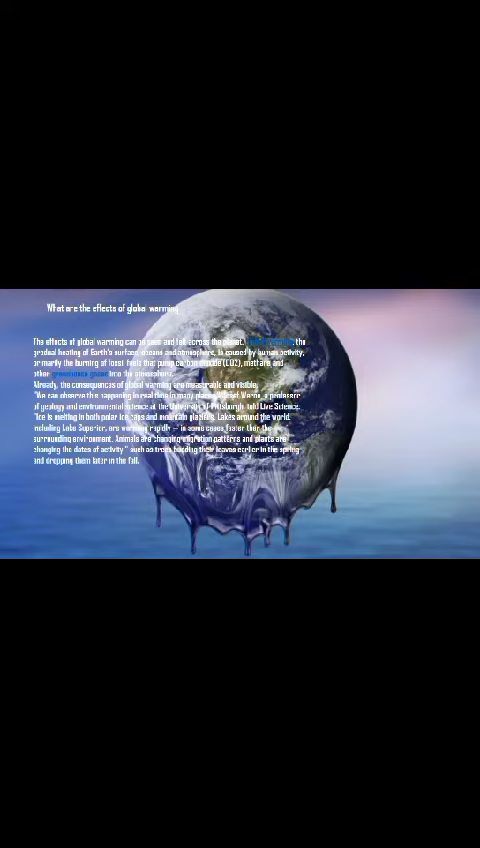 What are the effects of global warming
The effects of global warming can be seen and felt across the planet. the
gradual heating of Earth's surface, oceans and atmosphere, is caused by human activity,
primarily the burning of fossil fuels that pump carbon dioxide (CO2), methane and
other greenhouse gases into the atmosphere.
Already, the consequences of global warming are measurable and visible.
"We can observe this happening in real time in many places, Josef Werne, a professor
of geology and environmental science at the University of Pittsburgh, told Live Science.
"Ice is melting in both polar ice caps and mountain glaciers. Lakes around the world,
including Lake Superior, are warming rapidly — in some cases faster than the
surrounding environment. Animals are changing migration patterns and plants are
changing the dates of activity," such as trees budding their leaves earlier in the spring
and dropping them later in the fall.